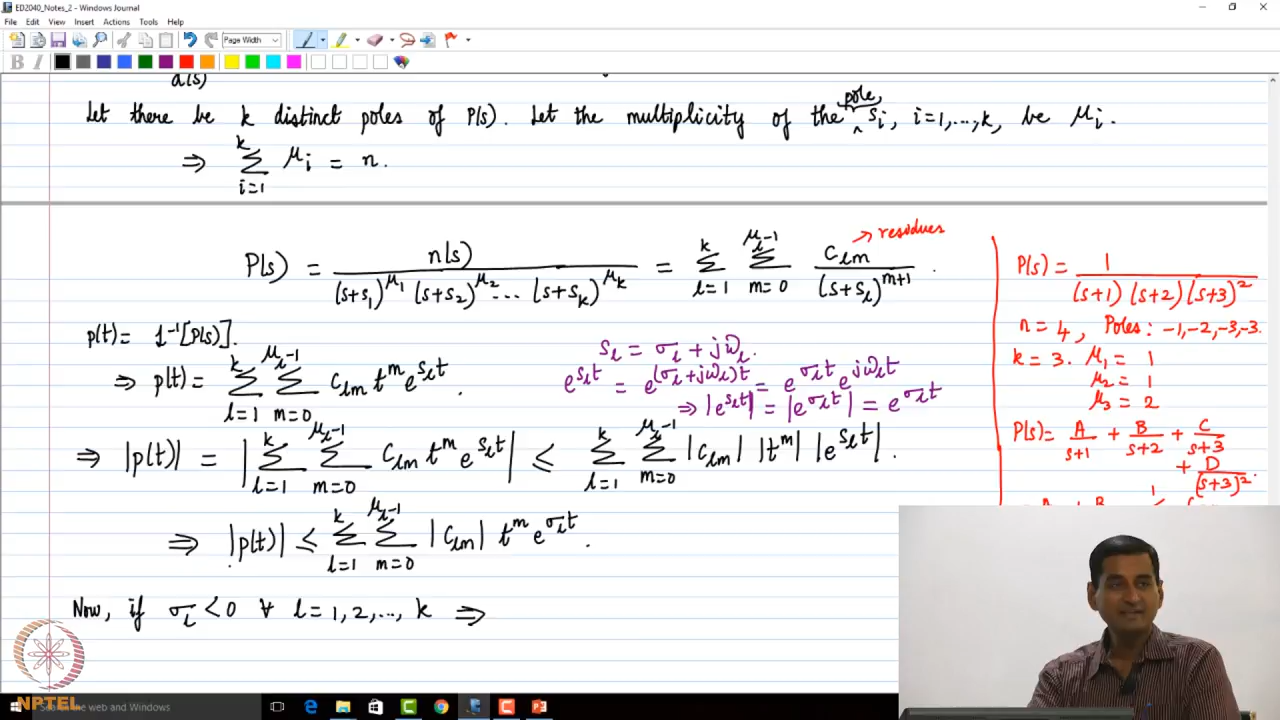 ED2040_Notes_2 - Windows Journal
File Edit View Insert Actions Tools Help
Page Width
B I
a(s)
Let there be k distinct poles of P(s). Let the multiplicity of the pole s_i, i=1,...,k, be μ_i.
⇒ Σ_{i=1}^{k} μ_i = n.
P(s) = n(s) / (s+s_1)^{μ_1} (s+s_2)^{μ_2} ... (s+s_k)^{μ_k} = Σ_{l=1}^{k} Σ_{m=0}^{μ_l-1} c_{lm} / (s+s_l)^{m+1} .
→ residues
p(t) = L^{-1}[P(s)].
⇒ p(t) = Σ_{l=1}^{k} Σ_{m=0}^{μ_l-1} c_{lm} t^m e^{s_l t} .
s_l = σ_l + jω_l.
e^{s_l t} = e^{(σ_l+jω_l)t} = e^{σ_l t} e^{jω_l t}
⇒ |e^{s_l t}| = |e^{σ_l t}| = e^{σ_l t}
⇒ |p(t)| = |Σ_{l=1}^{k} Σ_{m=0}^{μ_l-1} c_{lm} t^m e^{s_l t}| ≤ Σ_{l=1}^{k} Σ_{m=0}^{μ_l-1} |c_{lm}| |t^m| |e^{s_l t}| .
⇒ |p(t)| ≤ Σ_{l=1}^{k} Σ_{m=0}^{μ_l-1} |c_{lm}| t^m e^{σ_l t} .
Now, if σ_l < 0 ∀ l = 1,2,..., k ⇒
P(s) = 1 / (s+1) (s+2) (s+3)^2
n = 4, Poles: -1,-2,-3,-3.
k = 3. μ_1 = 1
μ_2 = 1
μ_3 = 2
P(s) = A/(s+1) + B/(s+2) + C/(s+3)
+ D/(s+3)^2.
NPTEL
Search the web and Windows